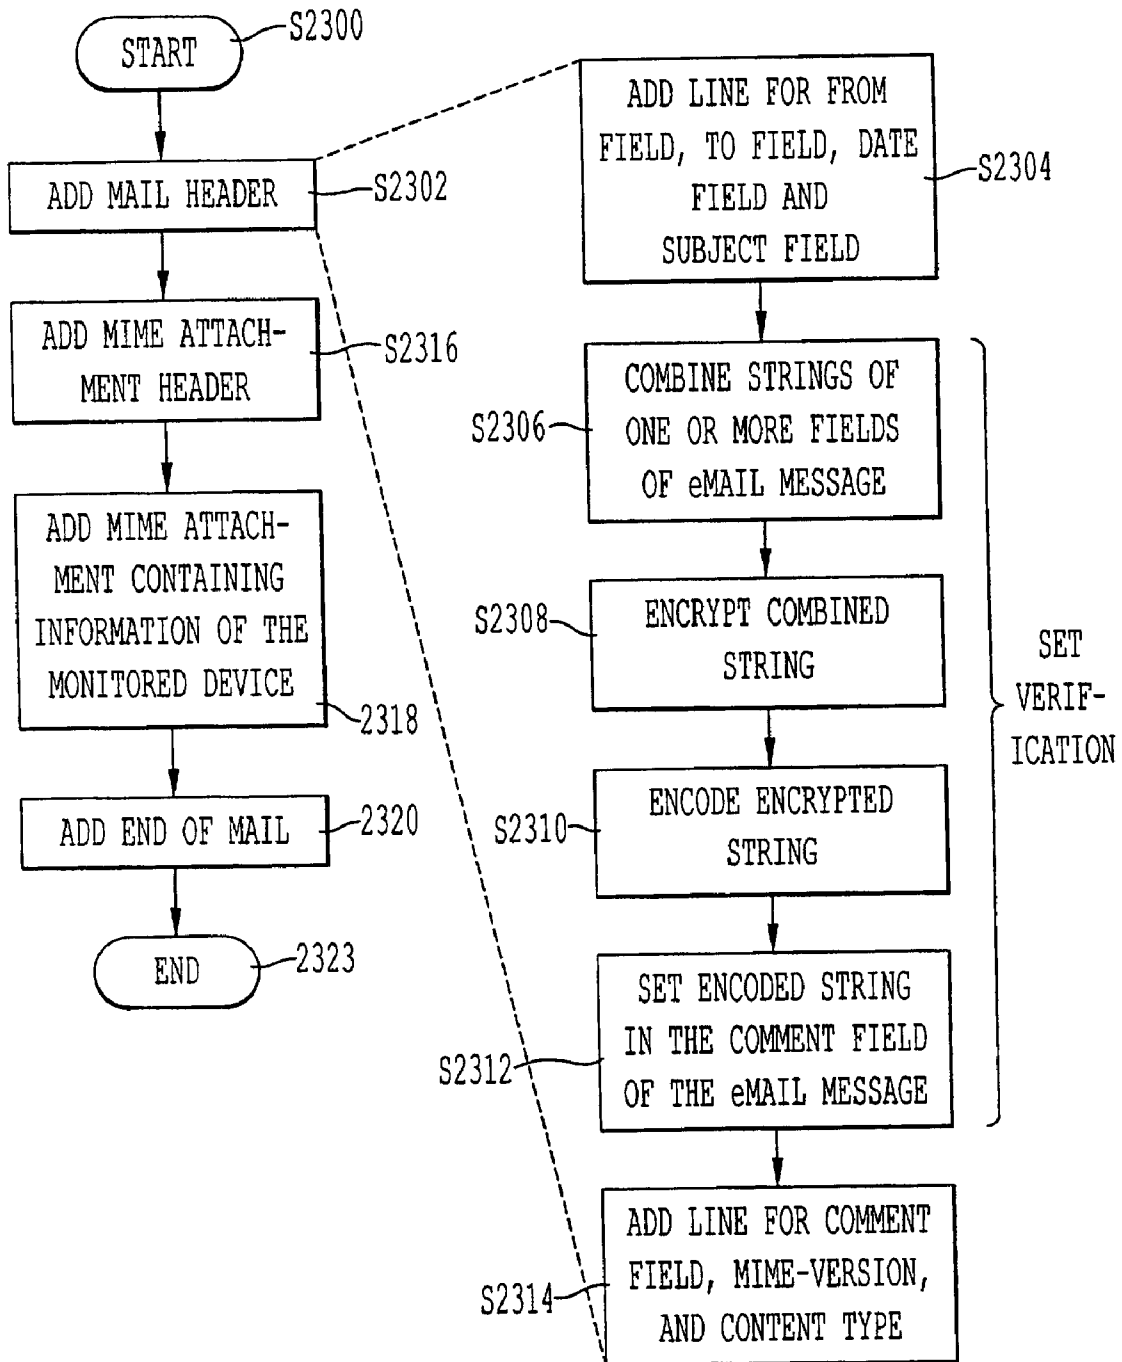 START
S2300
ADD MAIL HEADER
S2302
ADD MIME ATTACH-
MENT HEADER
S2316
ADD MIME ATTACH-
MENT CONTAINING
INFORMATION OF THE
MONITORED DEVICE
2318
ADD END OF MAIL
2320
END
2323
ADD LINE FOR FROM
FIELD, TO FIELD, DATE
FIELD AND
SUBJECT FIELD
S2304
COMBINE STRINGS OF
ONE OR MORE FIELDS
OF eMAIL MESSAGE
S2306
ENCRYPT COMBINED
STRING
S2308
ENCODE ENCRYPTED
STRING
S2310
SET ENCODED STRING
IN THE COMMENT FIELD
OF THE eMAIL MESSAGE
S2312
SET
VERIF-
ICATION
ADD LINE FOR COMMENT
FIELD, MIME-VERSION,
AND CONTENT TYPE
S2314